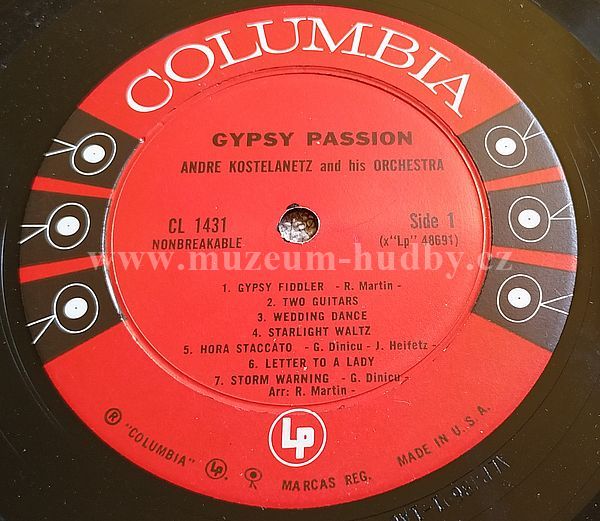 COLUMBIA
GYPSY PASSION
ANDRE KOSTELANETZ and his ORCHESTRA
CL 1431
NONBREAKABLE
Side 1
(x"Lp" 48691)
www.muzeum-hudby.cz
1. GYPSY FIDDLER - R. Martin -
2. TWO GUITARS
3. WEDDING DANCE
4. STARLIGHT WALTZ
5. HORA STACCATO - G. Dinicu - J. Heifetz -
6. LETTER TO A LADY
7. STORM WARNING - G. Dinicu -
Arr: R. Martin -
Lp
® "COLUMBIA" Lp. MARCAS REG. MADE IN U.S.A.